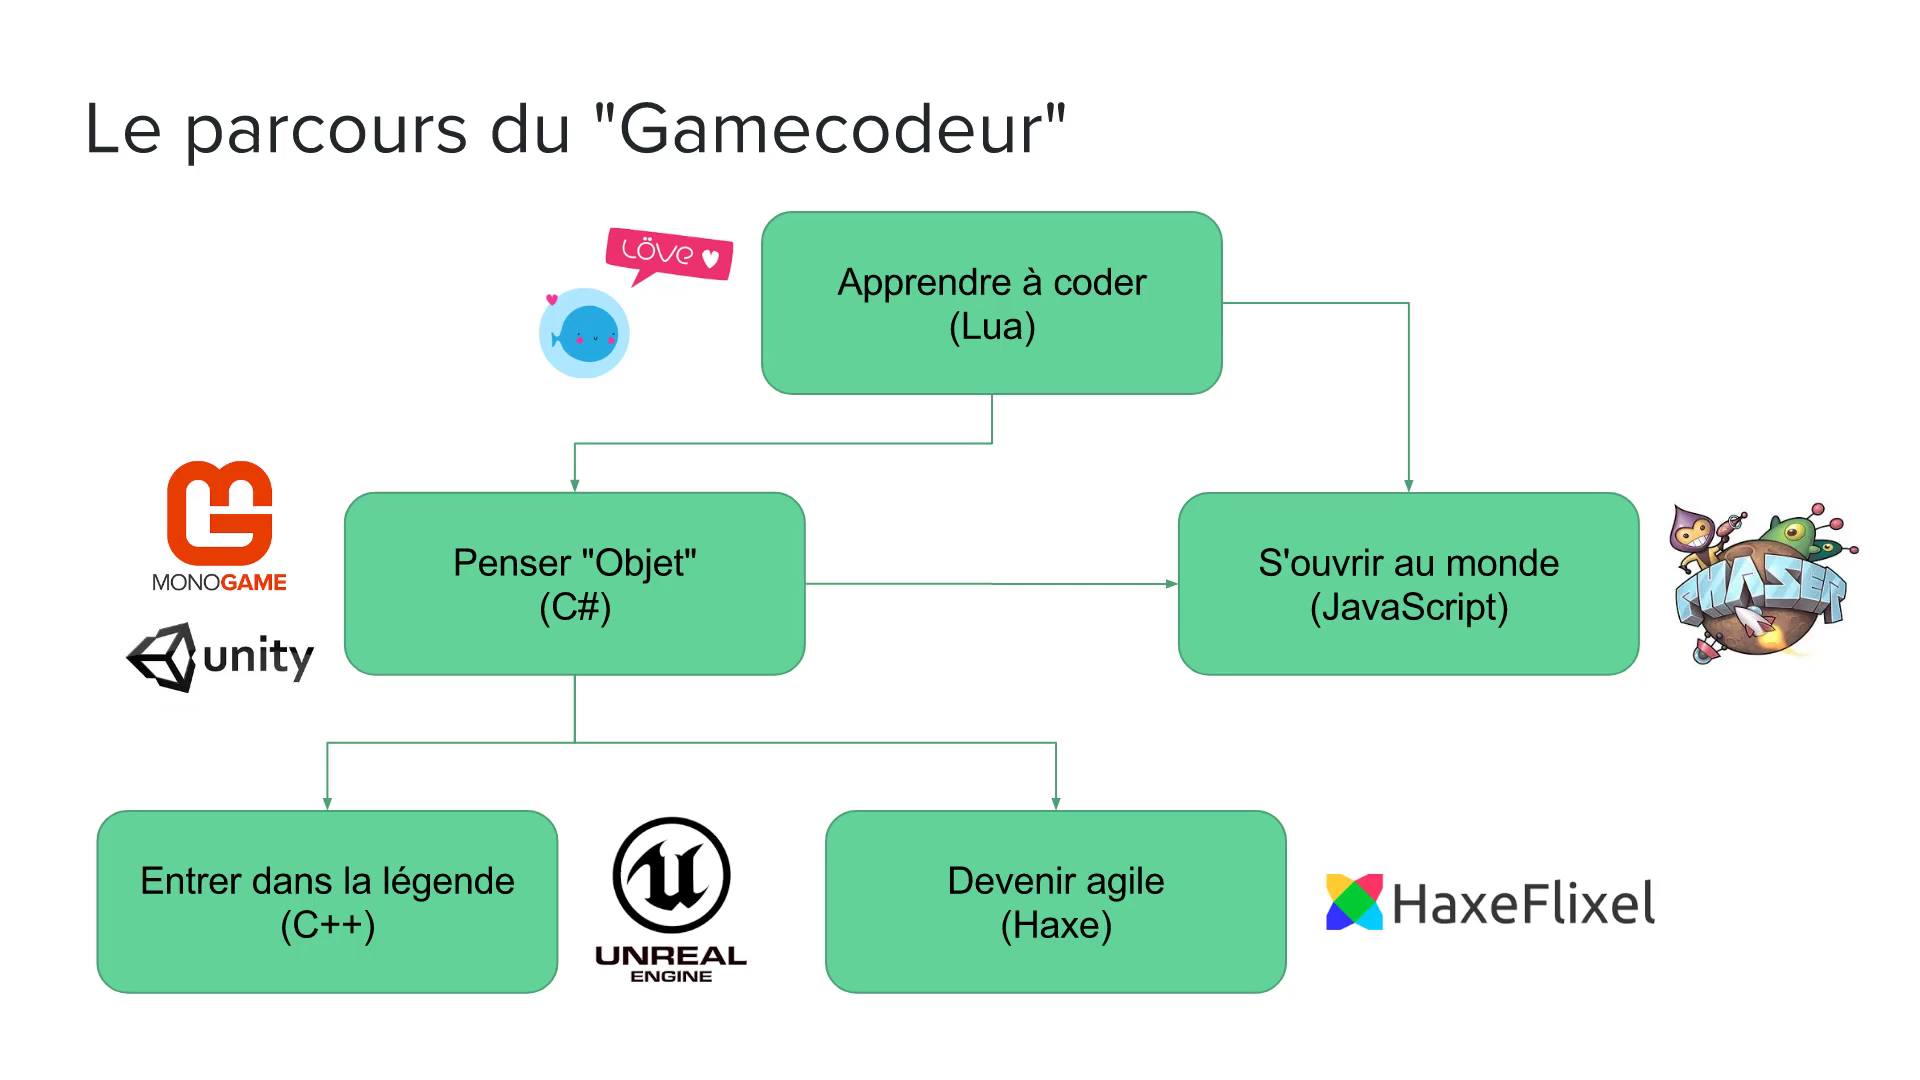 Le parcours du "Gamecodeur"
LÖVE
Apprendre à coder
(Lua)
MONOGAME
unity
Penser "Objet"
(C#)
S'ouvrir au monde
(JavaScript)
PHASER
Entrer dans la légende
(C++)
UNREAL
ENGINE
Devenir agile
(Haxe)
HaxeFlixel